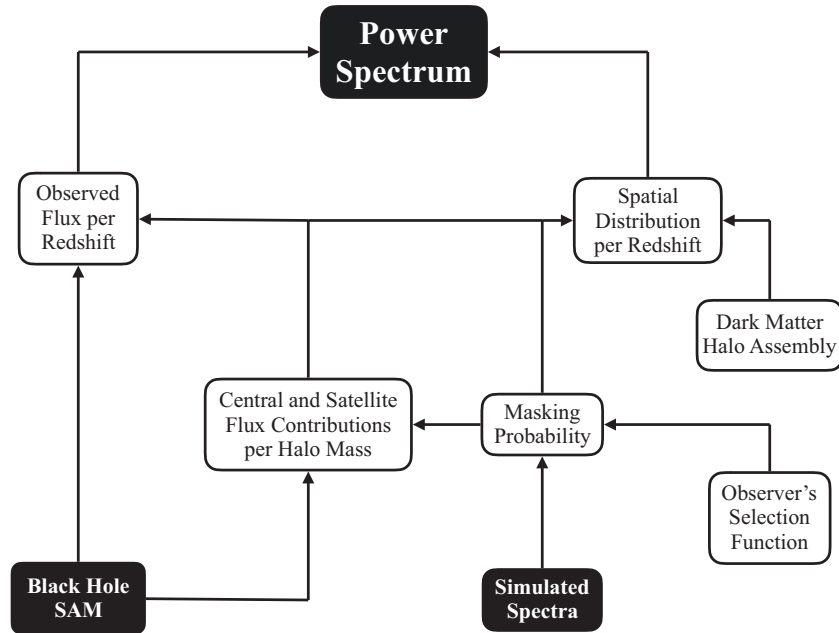 Power
Spectrum
Observed
Flux per
Redshift
Spatial
Distribution
per Redshift
Dark Matter
Halo Assembly
Central and Satellite
Flux Contributions
per Halo Mass
Masking
Probability
Observer’s
Selection
Function
Black Hole
SAM
Simulated
Spectra